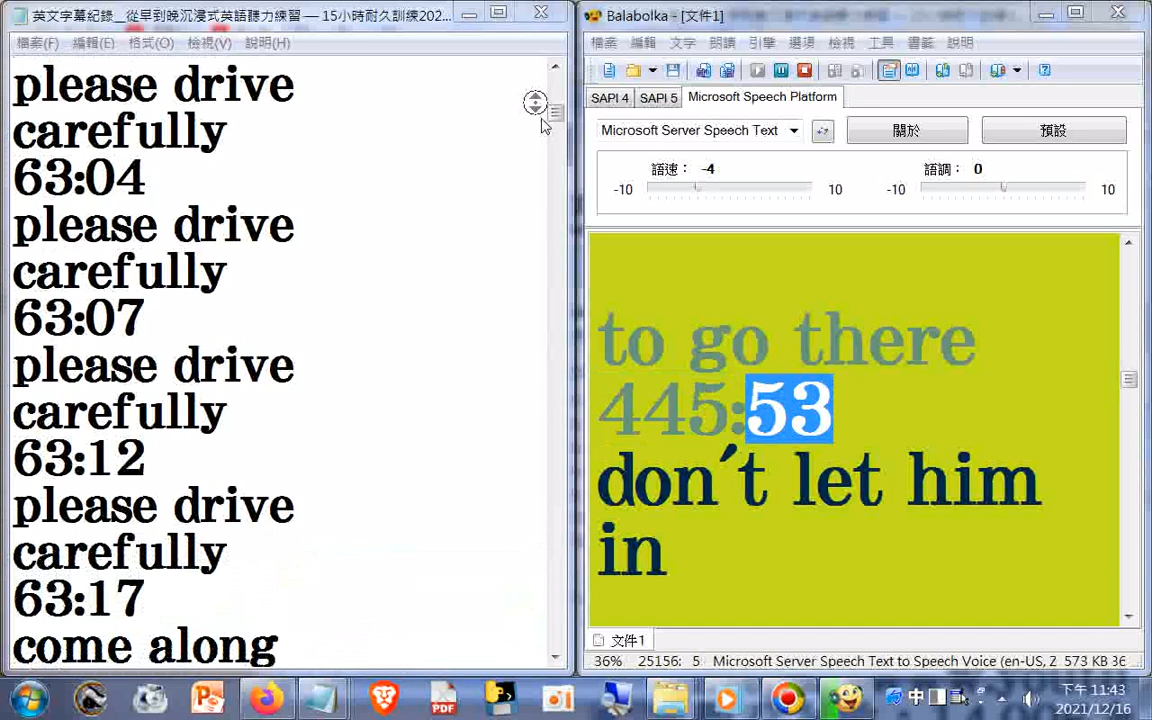 英文字幕紀錄__從早到晚沉浸式英語聽力練習 — 15小時耐久訓練202...
檔案(F) 編輯(E) 格式(O) 檢視(V) 說明(H)
please drive
carefully
63:04
please drive
carefully
63:07
please drive
carefully
63:12
please drive
carefully
63:17
come along
Balabolka - [文件1]
檔案 編輯 文字 朗讀 引擎 選項 檢視 工具 書籤 說明
SAPI 4 SAPI 5 Microsoft Speech Platform
Microsoft Server Speech Text 關於 預設
語速： -4 語調： 0
-10 10 -10 10
to go there
445:53
don't let him
in
文件1
36% 25156: 5 Microsoft Server Speech Text to Speech Voice (en-US, 2 573 KB 36
PDF 中 下午 11:43
2021/12/16